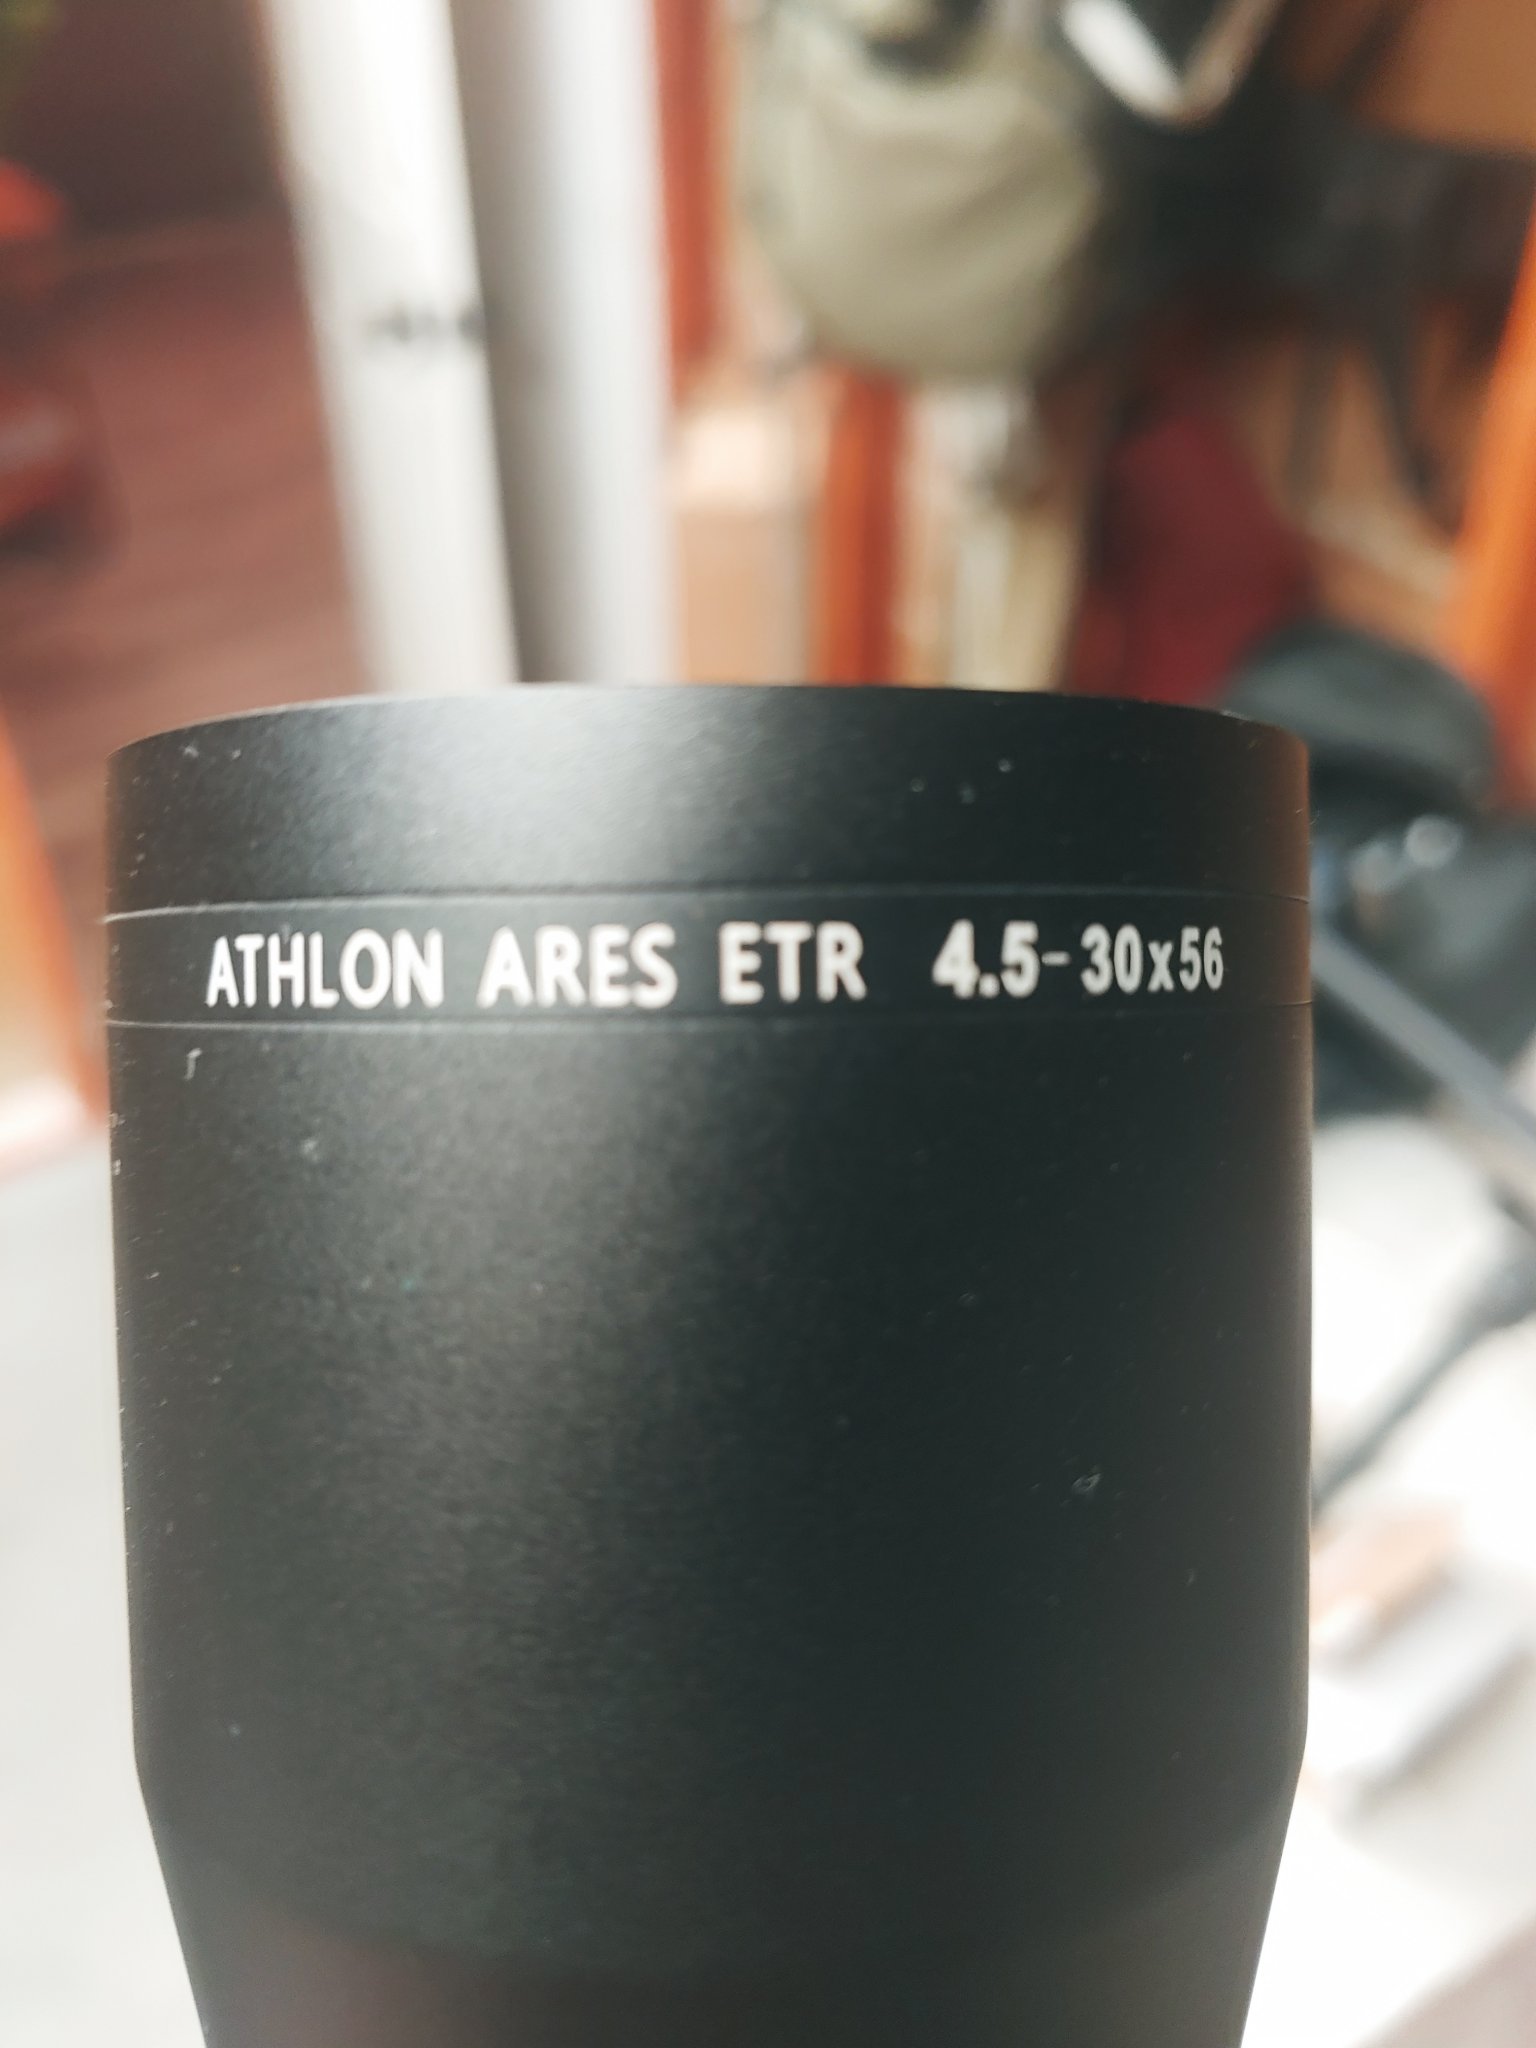 ATHLON ARES ETR 4.5-30x56